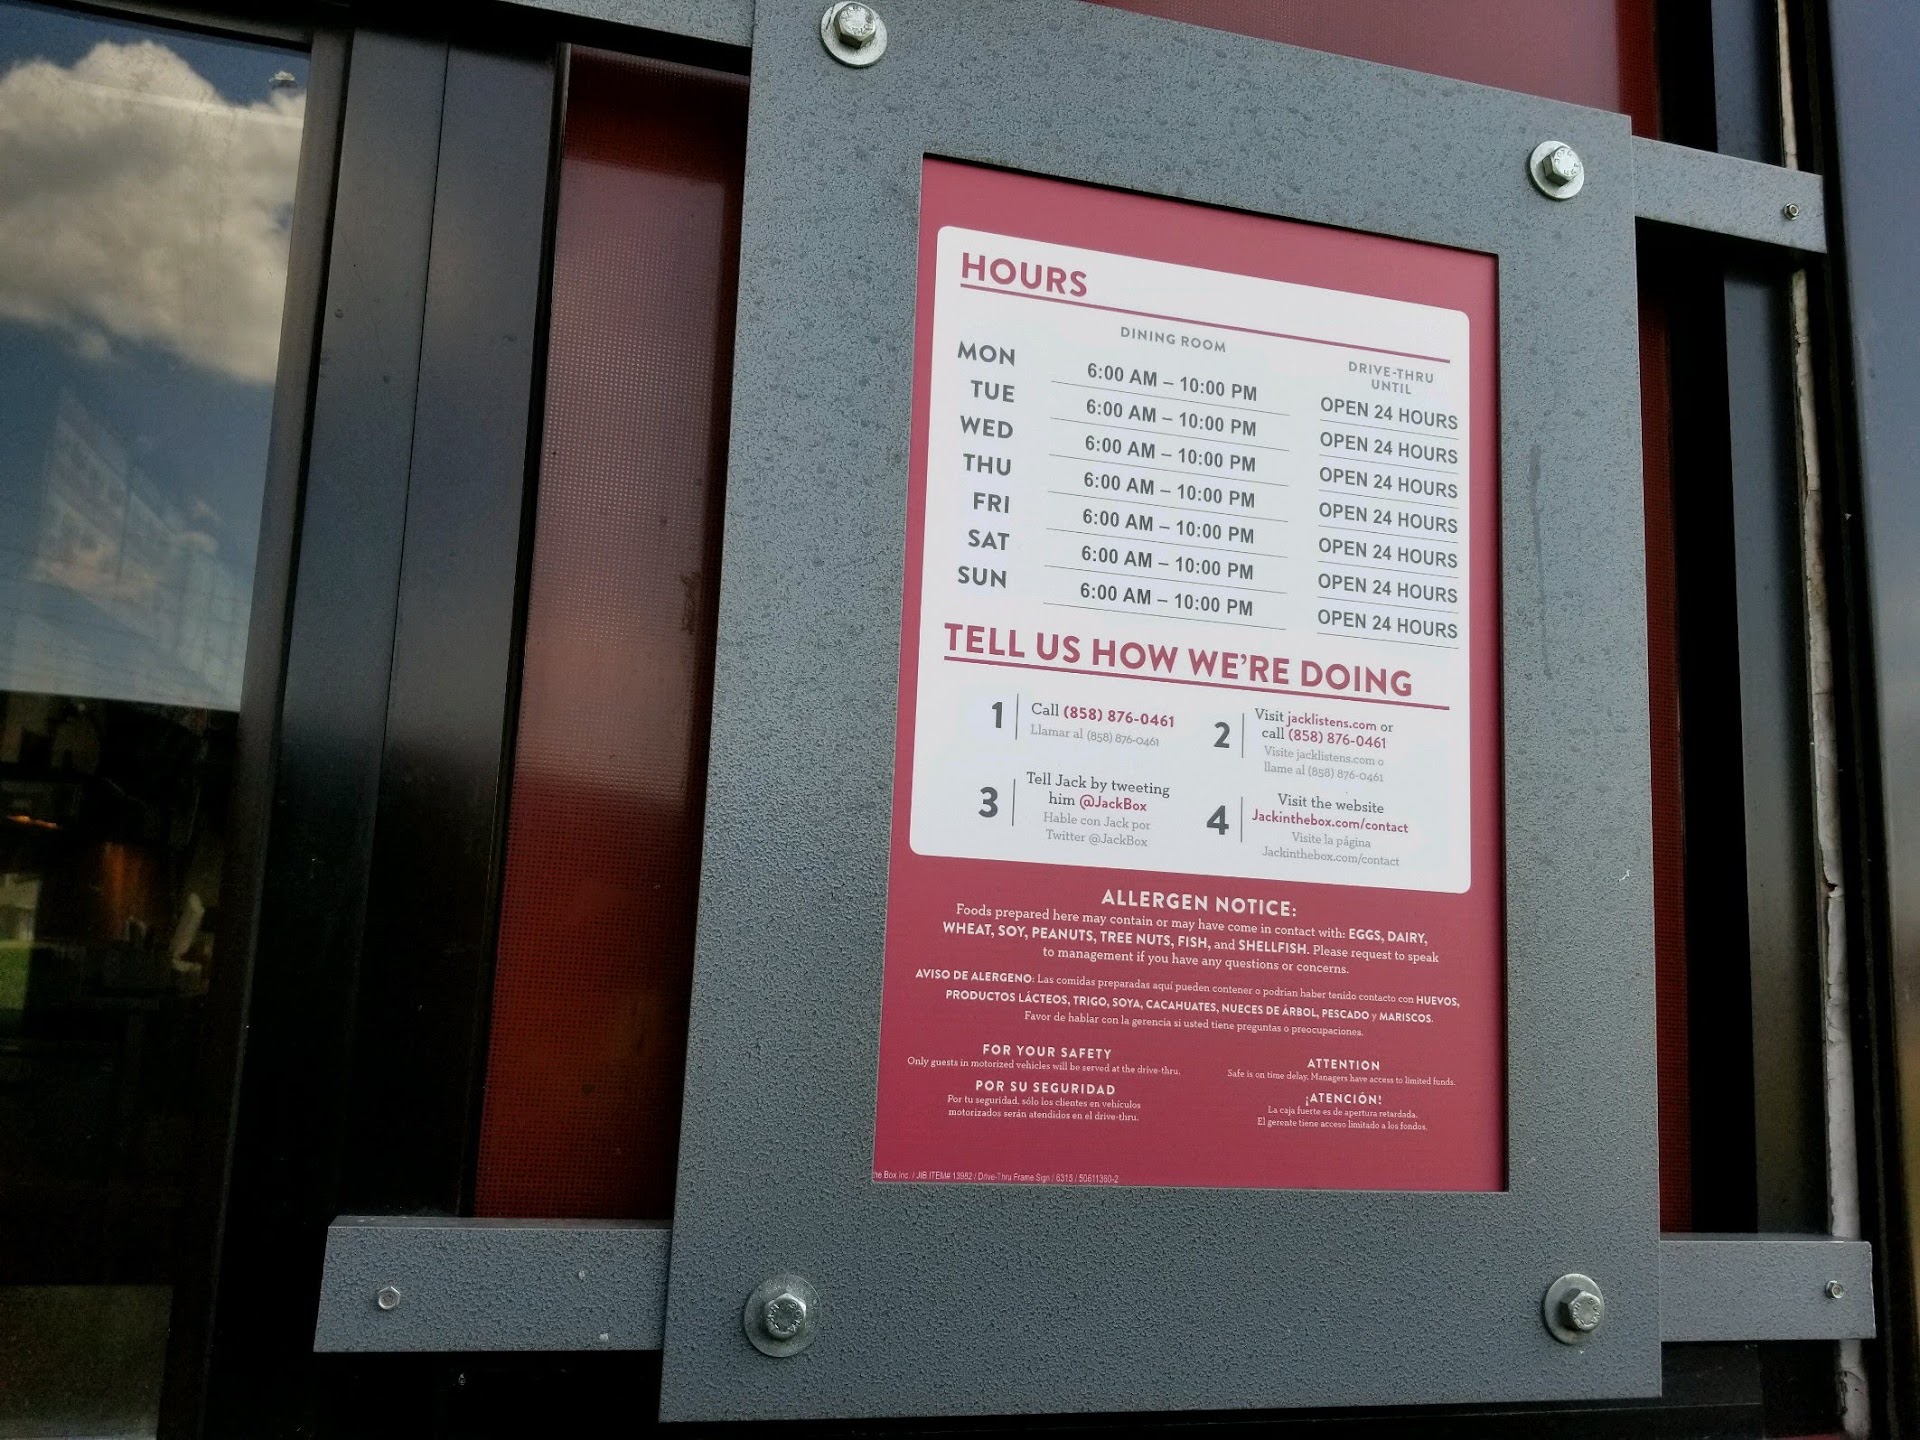 HOURS
DINING ROOM
DRIVE-THRU
UNTIL
MON 6:00 AM – 10:00 PM OPEN 24 HOURS
TUE 6:00 AM – 10:00 PM OPEN 24 HOURS
WED 6:00 AM – 10:00 PM OPEN 24 HOURS
THU 6:00 AM – 10:00 PM OPEN 24 HOURS
FRI 6:00 AM – 10:00 PM OPEN 24 HOURS
SAT 6:00 AM – 10:00 PM OPEN 24 HOURS
SUN 6:00 AM – 10:00 PM OPEN 24 HOURS
TELL US HOW WE'RE DOING
1
Call (858) 876-0461
Llamar al (858) 876-0461
2
Visit jacklistens.com or
call (858) 876-0461
Visite jacklistens.com o
llame al (858) 876-0461
3
Tell Jack by tweeting
him @JackBox
Hable con Jack por
Twitter @JackBox
4
Visit the website
Jackinthebox.com/contact
Visite la página
Jackinthebox.com/contact
ALLERGEN NOTICE:
Foods prepared here may contain or may have come in contact with: EGGS, DAIRY,
WHEAT, SOY, PEANUTS, TREE NUTS, FISH, and SHELLFISH. Please request to speak
to management if you have any questions or concerns.
AVISO DE ALERGENO: Las comidas preparadas aquí pueden contener o podrían haber tenido contacto con HUEVOS,
PRODUCTOS LÁCTEOS, TRIGO, SOYA, CACAHUATES, NUECES DE ÁRBOL, PESCADO y MARISCOS.
Favor de hablar con la gerencia si usted tiene preguntas o preocupaciones.
FOR YOUR SAFETY
Only guests in motorized vehicles will be served at the drive-thru.
POR SU SEGURIDAD
Por tu seguridad, sólo los clientes en vehículos
motorizados serán atendidos en el drive-thru.
ATTENTION
Safe is on time delay. Managers have access to limited funds.
¡ATENCIÓN!
La caja fuerte es de apertura retardada.
El gerente tiene acceso limitado a los fondos.
he Box inc. / JIB ITEM# 13982 / Drive-Thru Frame Sign / 6315 / 50611360-2